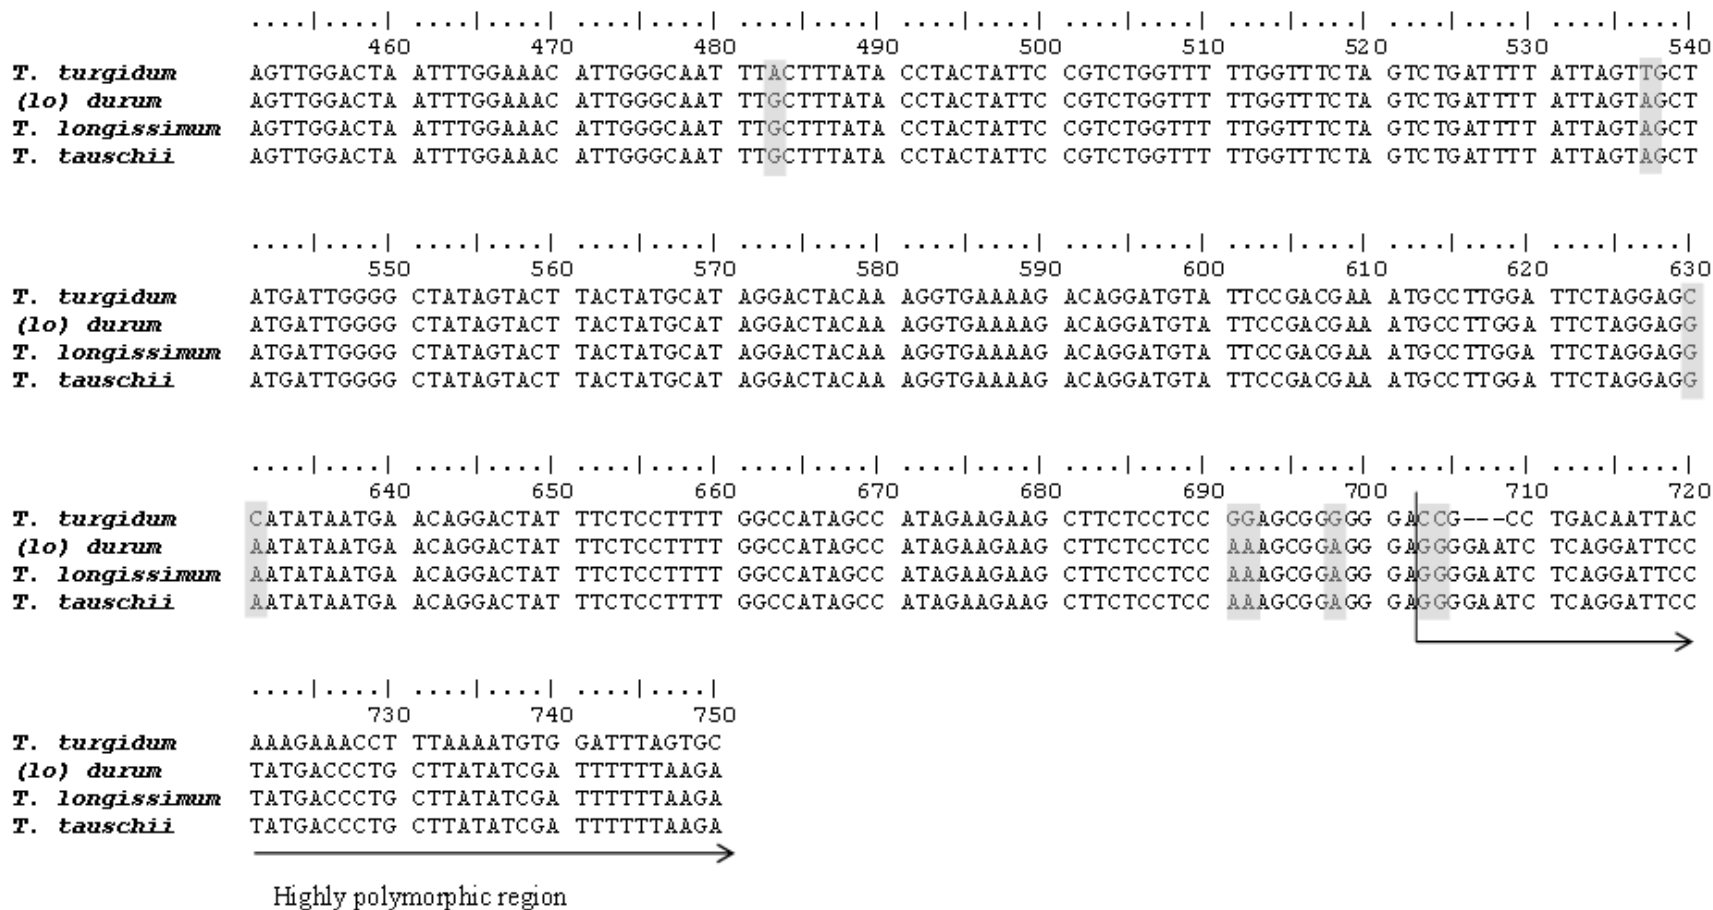 ....|....| ....|....| ....|....| ....|....| ....|....| ....|....| ....|....| ....|....| ....|....|
460 470 480 490 500 510 520 530 540
T. turgidum AGTTGGACTA ATTTGGAAAC ATTGGGCAAT TTACTTTATA CCTACTATTC CGTCTGGTTT TTGGTTTCTA GTCTGATTTT ATTAGTTGCT
(lo) durum AGTTGGACTA ATTTGGAAAC ATTGGGCAAT TTGCTTTATA CCTACTATTC CGTCTGGTTT TTGGTTTCTA GTCTGATTTT ATTAGTAGCT
T. longissimum AGTTGGACTA ATTTGGAAAC ATTGGGCAAT TTGCTTTATA CCTACTATTC CGTCTGGTTT TTGGTTTCTA GTCTGATTTT ATTAGTAGCT
T. tauschii AGTTGGACTA ATTTGGAAAC ATTGGGCAAT TTGCTTTATA CCTACTATTC CGTCTGGTTT TTGGTTTCTA GTCTGATTTT ATTAGTAGCT
....|....| ....|....| ....|....| ....|....| ....|....| ....|....| ....|....| ....|....| ....|....|
550 560 570 580 590 600 610 620 630
T. turgidum ATGATTGGGG CTATAGTACT TACTATGCAT AGGACTACAA AGGTGAAAAG ACAGGATGTA TTCCGACGAA ATGCCTTGGA TTCTAGGAGC
(lo) durum ATGATTGGGG CTATAGTACT TACTATGCAT AGGACTACAA AGGTGAAAAG ACAGGATGTA TTCCGACGAA ATGCCTTGGA TTCTAGGAGG
T. longissimum ATGATTGGGG CTATAGTACT TACTATGCAT AGGACTACAA AGGTGAAAAG ACAGGATGTA TTCCGACGAA ATGCCTTGGA TTCTAGGAGG
T. tauschii ATGATTGGGG CTATAGTACT TACTATGCAT AGGACTACAA AGGTGAAAAG ACAGGATGTA TTCCGACGAA ATGCCTTGGA TTCTAGGAGG
....|....| ....|....| ....|....| ....|....| ....|....| ....|....| ....|....| ....|....| ....|....|
640 650 660 670 680 690 700 710 720
T. turgidum CATATAATGA ACAGGACTAT TTCTCCTTTT GGCCATAGCC ATAGAAGAAG CTTCTCCTCC GGAGCGGGGG GACCG---CC TGACAATTAC
(lo) durum AATATAATGA ACAGGACTAT TTCTCCTTTT GGCCATAGCC ATAGAAGAAG CTTCTCCTCC AAAGCGGAGG GAGGGGAATC TCAGGATTCC
T. longissimum AATATAATGA ACAGGACTAT TTCTCCTTTT GGCCATAGCC ATAGAAGAAG CTTCTCCTCC AAAGCGGAGG GAGGGGAATC TCAGGATTCC
T. tauschii AATATAATGA ACAGGACTAT TTCTCCTTTT GGCCATAGCC ATAGAAGAAG CTTCTCCTCC AAAGCGGAGG GAGGGGAATC TCAGGATTCC
....|....| ....|....| ....|....|
730 740 750
T. turgidum AAAGAAACCT TTAAAATGTG GATTTAGTGC
(lo) durum TATGACCCTG CTTATATCGA TTTTTTAAGA
T. longissimum TATGACCCTG CTTATATCGA TTTTTTAAGA
T. tauschii TATGACCCTG CTTATATCGA TTTTTTAAGA
Highly polymorphic region